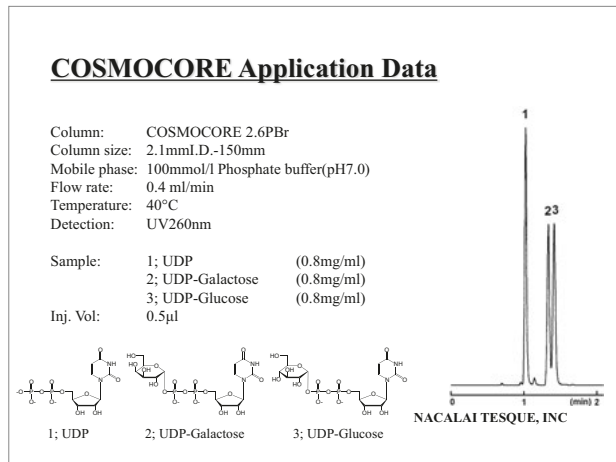 COSMOCORE Application Data
Column: COSMOCORE 2.6PBr
Column size: 2.1mmI.D.-150mm
Mobile phase: 100mmol/l Phosphate buffer(pH7.0)
Flow rate: 0.4 ml/min
Temperature: 40°C
Detection: UV260nm
Sample: 1; UDP (0.8mg/ml)
2; UDP-Galactose (0.8mg/ml)
3; UDP-Glucose (0.8mg/ml)
Inj. Vol: 0.5μl
1
2 3
0 1 (min) 2
NACALAI TESQUE, INC
1; UDP 2; UDP-Galactose 3; UDP-Glucose